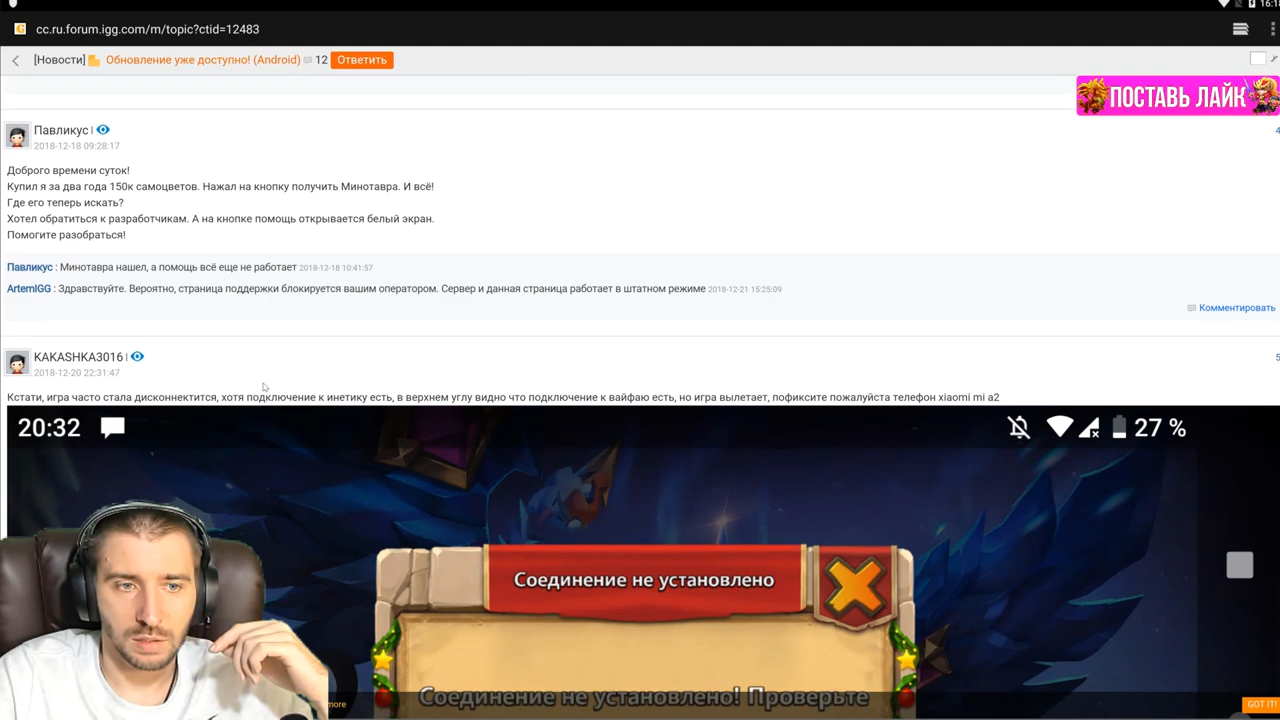 16:18
cc.ru.forum.igg.com/m/topic?ctid=12483
[Новости] Обновление уже доступно! (Android) 12 Ответить
ПОСТАВЬ ЛАЙК
Павликус | 4
2018-12-18 09:28:17
Доброго времени суток!
Купил я за два года 150к самоцветов. Нажал на кнопку получить Минотавра. И всё!
Где его теперь искать?
Хотел обратиться к разработчикам. А на кнопке помощь открывается белый экран.
Помогите разобраться!
Павликус : Минотавра нашел, а помощь всё еще не работает 2018-12-18 10:41:57
ArtemIGG : Здравствуйте. Вероятно, страница поддержки блокируется вашим оператором. Сервер и данная страница работает в штатном режиме 2018-12-21 15:25:09
Комментировать
KAKASHKA3016 | 5
2018-12-20 22:31:47
Кстати, игра часто стала дисконнектится, хотя подключение к инетику есть, в верхнем углу видно что подключение к вайфаю есть, но игра вылетает, пофиксите пожалуйста телефон xiaomi mi a2
20:32 27 %
Соединение не установлено
Соединение не установлено! Проверьте
more GOT IT!